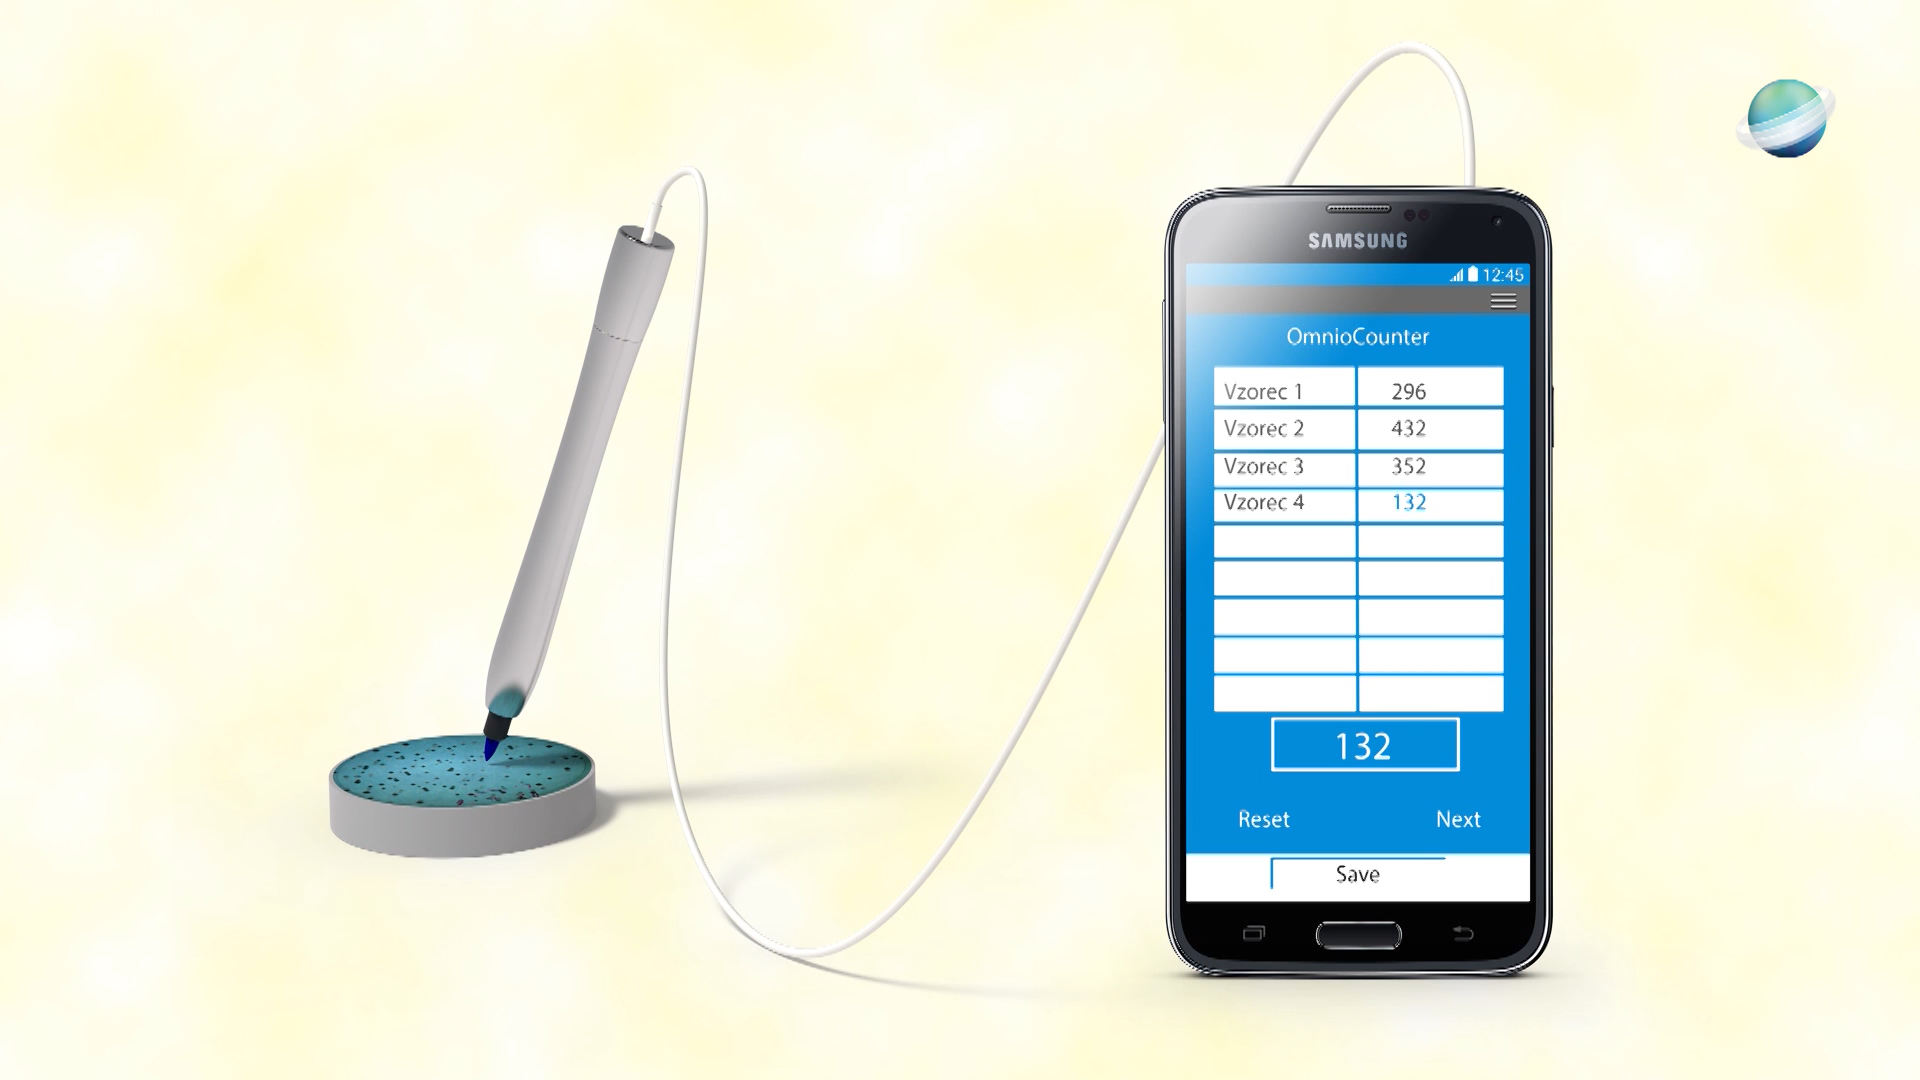 SAMSUNG
12:45
OmnioCounter
Vzorec 1 296
Vzorec 2 432
Vzorec 3 352
Vzorec 4 132
132
Reset Next
Save